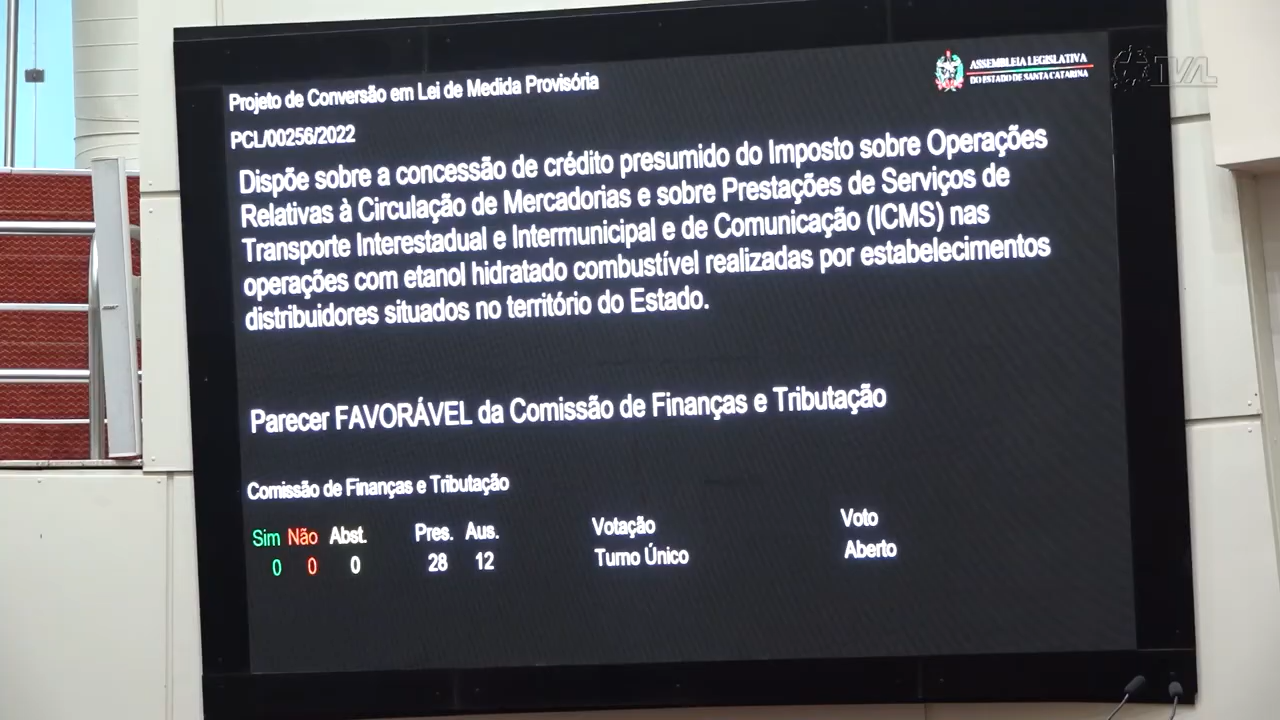 Projeto de Conversão em Lei de Medida Provisória
ASSEMBLEIA LEGISLATIVA
DO ESTADO DE SANTA CATARINA
TVAL
PCL/00256/2022
Dispõe sobre a concessão de crédito presumido do Imposto sobre Operações
Relativas à Circulação de Mercadorias e sobre Prestações de Serviços de
Transporte Interestadual e Intermunicipal e de Comunicação (ICMS) nas
operações com etanol hidratado combustível realizadas por estabelecimentos
distribuidores situados no território do Estado.
Parecer FAVORÁVEL da Comissão de Finanças e Tributação
Comissão de Finanças e Tributação
Sim Não Abst. Pres. Aus. Votação Voto
0 0 0 28 12 Turno Único Aberto